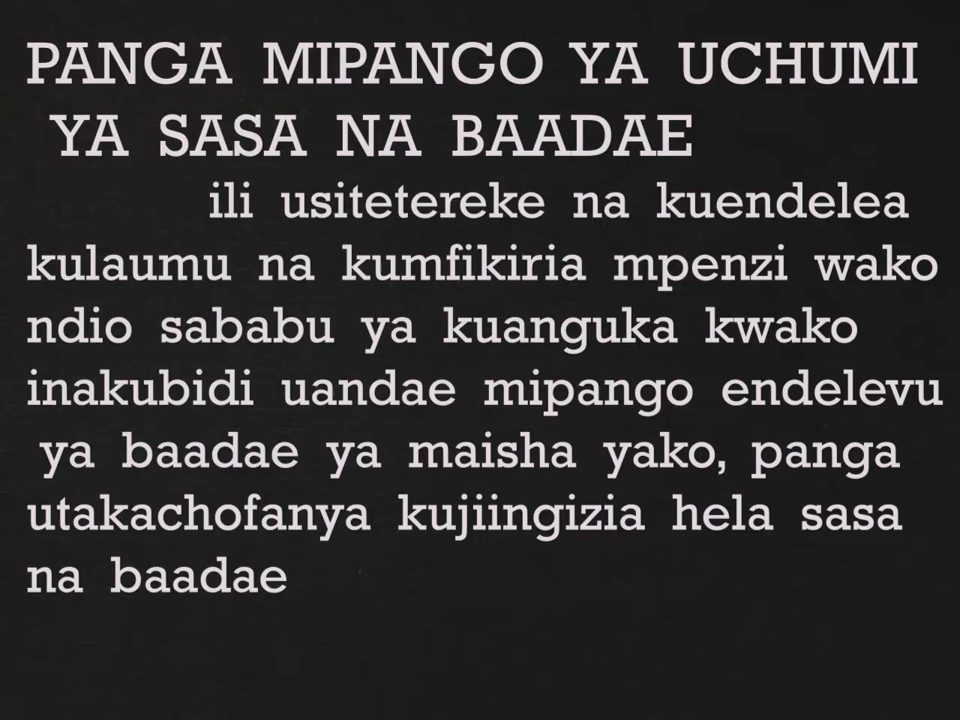 PANGA MIPANGO YA UCHUMI
YA SASA NA BAADAE
ili usitetereke na kuendelea
kulaumu na kumfikiria mpenzi wako
ndio sababu ya kuanguka kwako
inakubidi uandae mipango endelevu
ya baadae ya maisha yako, panga
utakachofanya kujiingizia hela sasa
na baadae